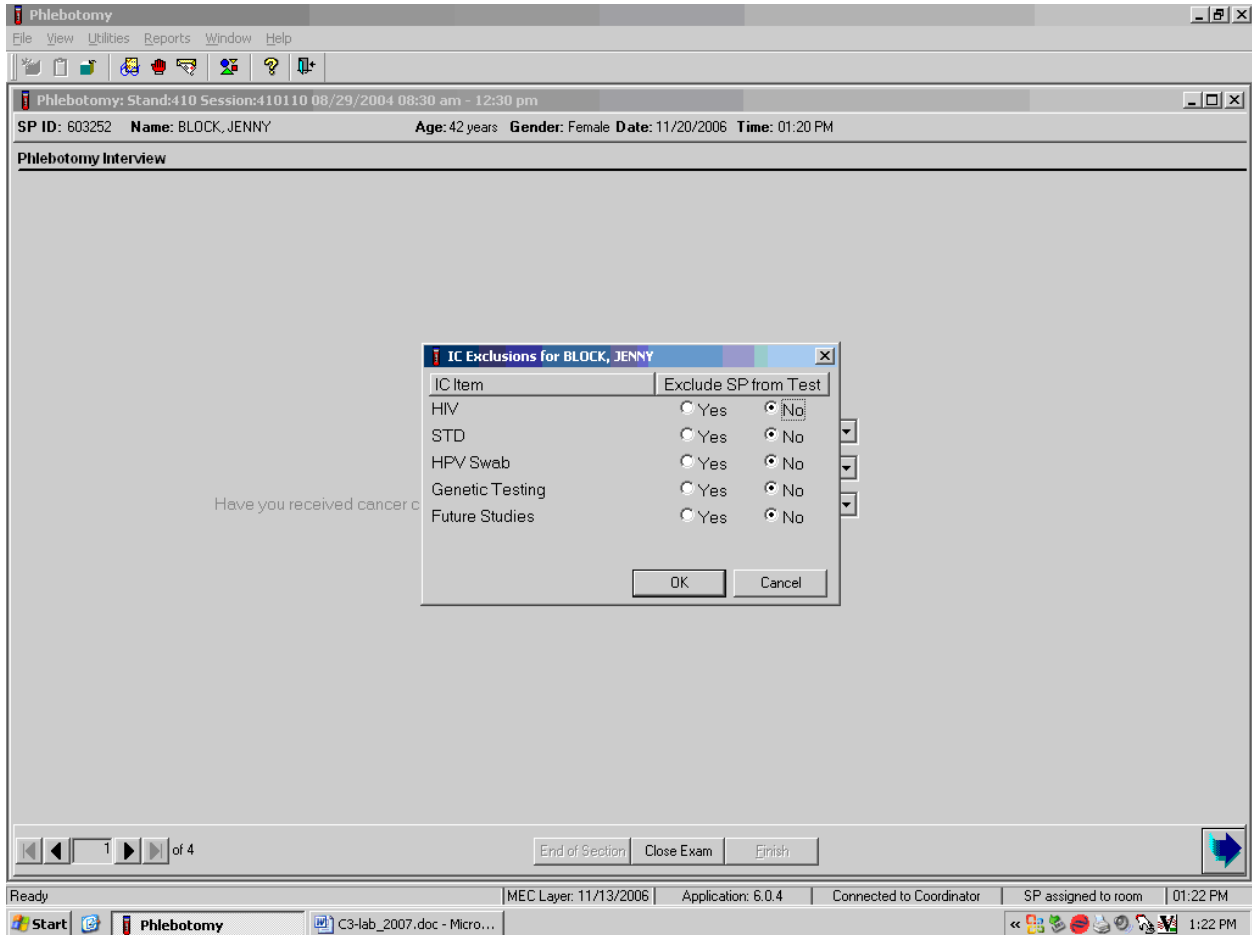 Phlebotomy
File View Utilities Reports Window Help
Phlebotomy: Stand:410 Session:410110 08/29/2004 08:30 am - 12:30 pm
SP ID: 603252 Name: BLOCK, JENNY Age: 42 years Gender: Female Date: 11/20/2006 Time: 01:20 PM
Phlebotomy Interview
IC Exclusions for BLOCK, JENNY
IC Item Exclude SP from Test
HIV Yes No
STD Yes No
HPV Swab Yes No
Genetic Testing Yes No
Future Studies Yes No
Have you received cancer c
OK Cancel
1 of 4 End of Section Close Exam Finish
Ready MEC Layer: 11/13/2006 Application: 6.0.4 Connected to Coordinator SP assigned to room 01:22 PM
Start Phlebotomy C3-lab_2007.doc - Micro... « 1:22 PM